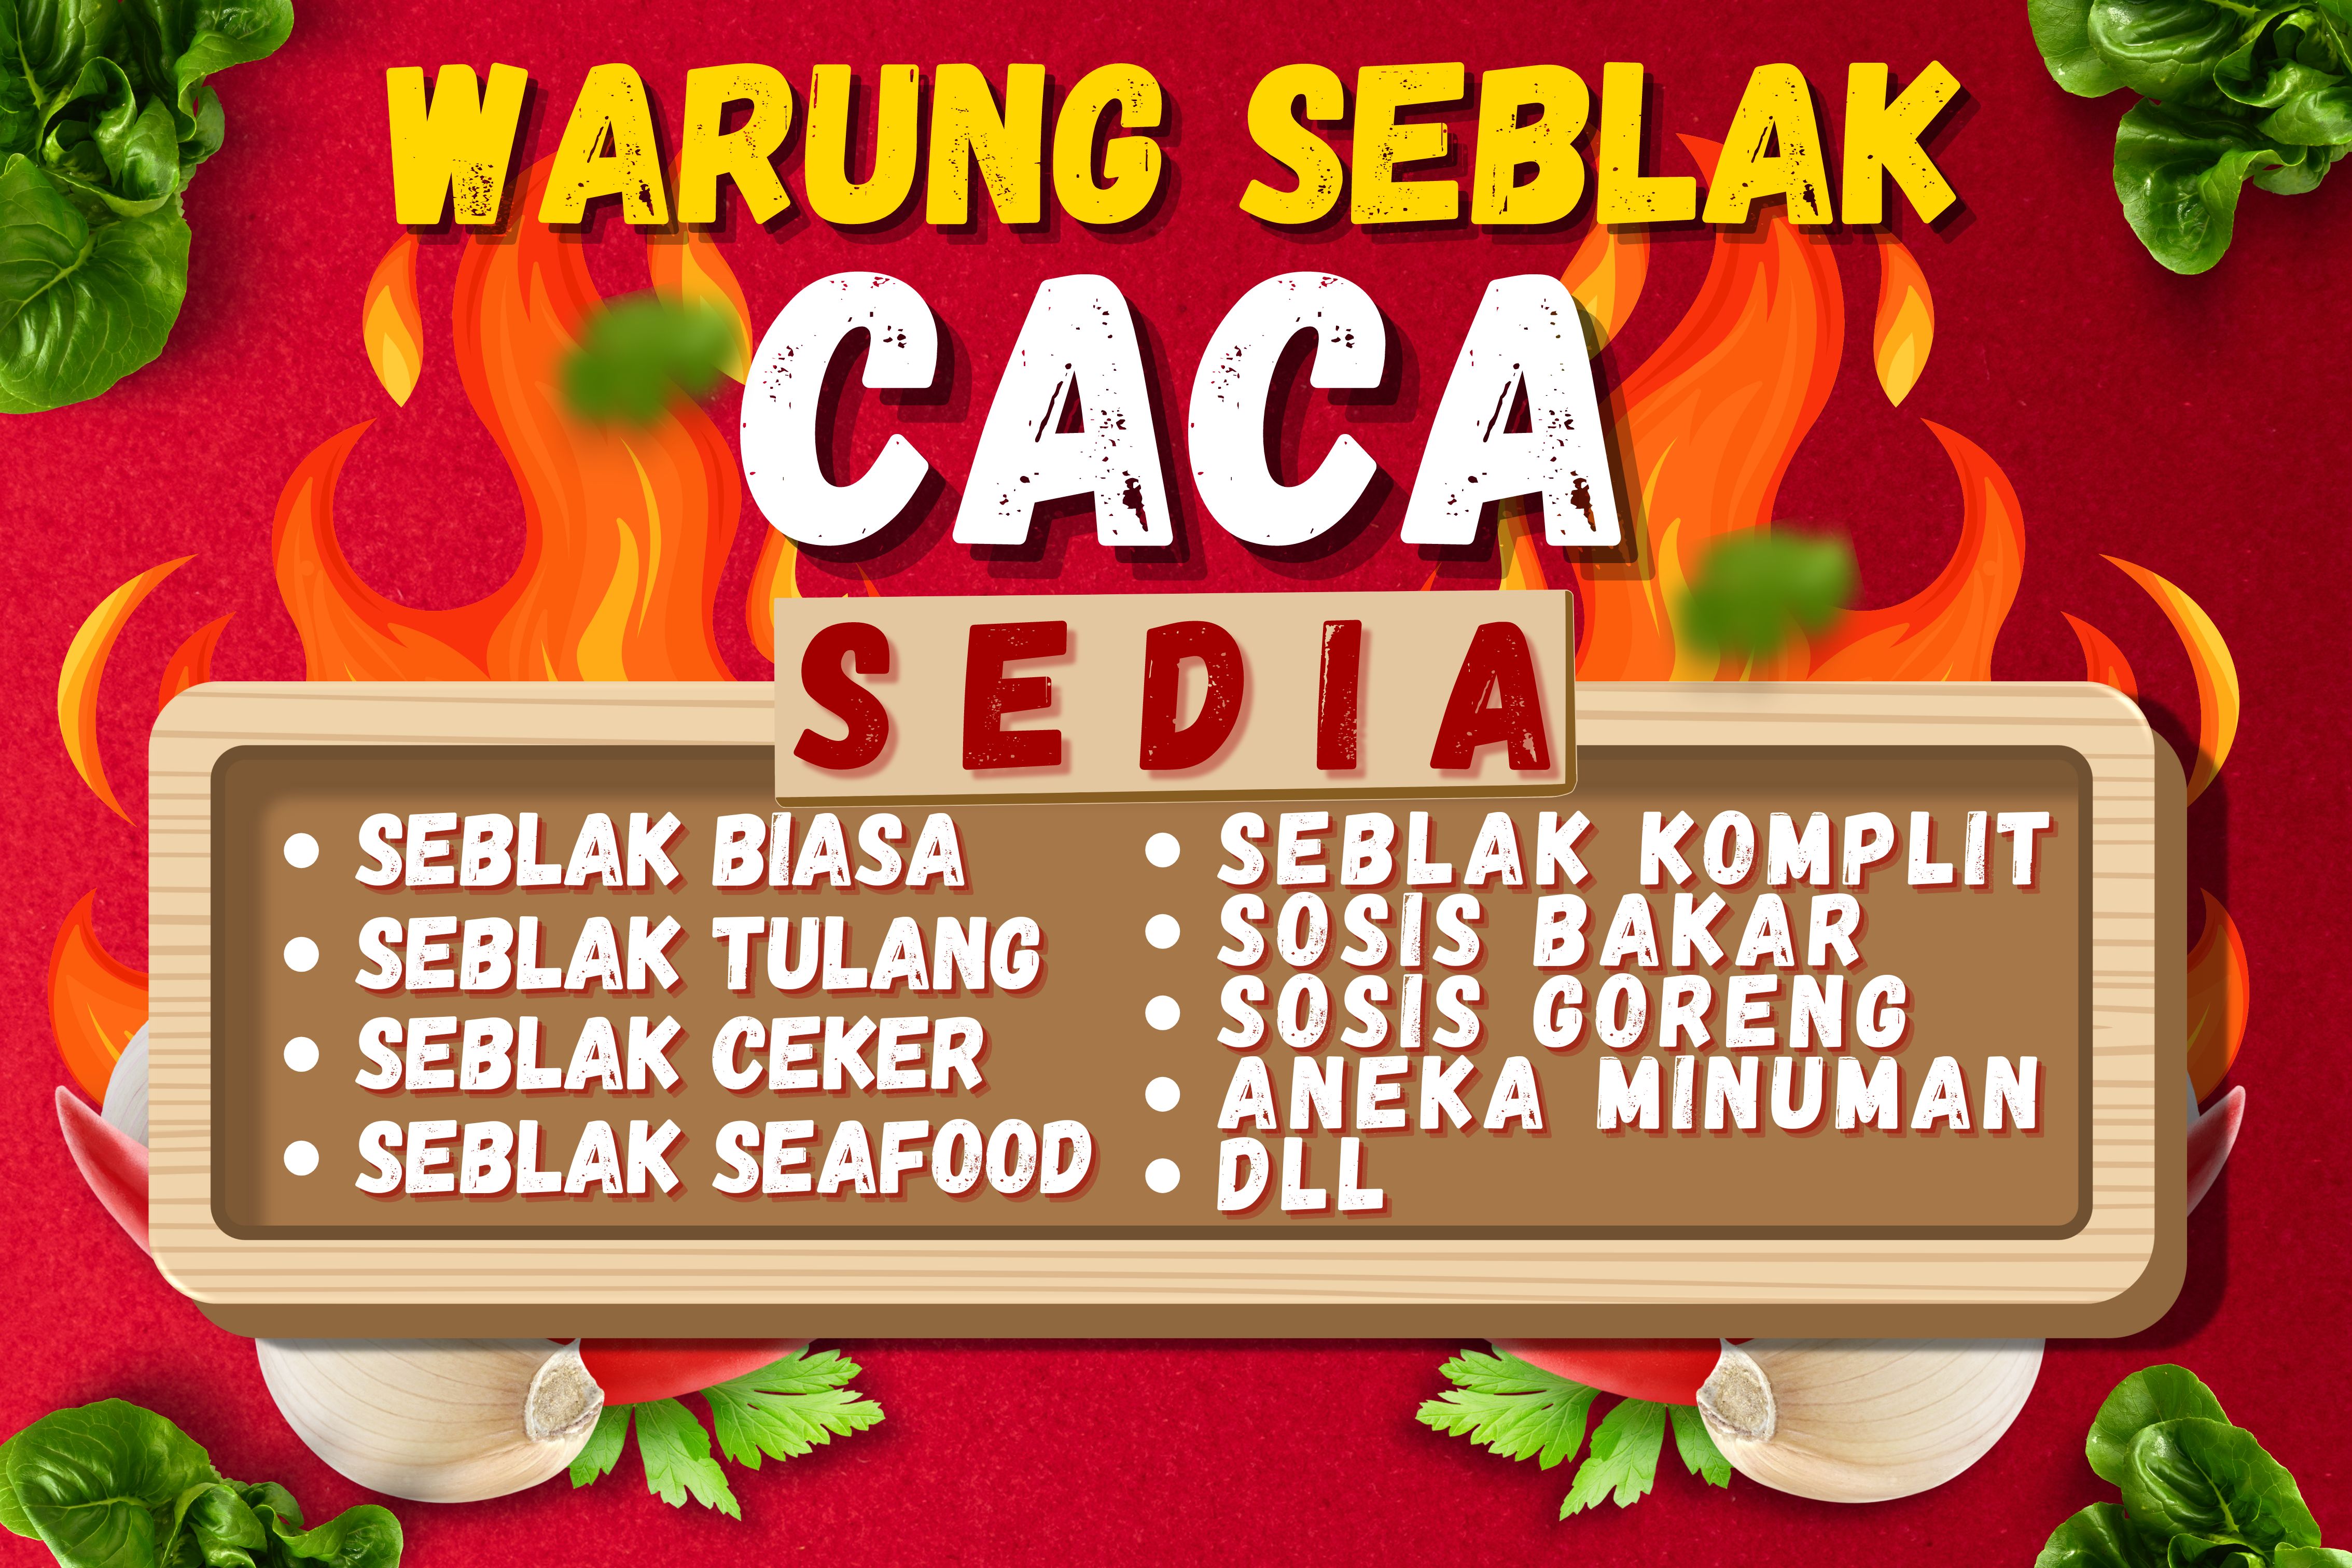 WARUNG SEBLAK
CACA
SEDIA
• SEBLAK BIASA
• SEBLAK TULANG
• SEBLAK CEKER
• SEBLAK SEAFOOD
• SEBLAK KOMPLIT
• SOSIS BAKAR
• SOSIS GORENG
• ANEKA MINUMAN
• DLL